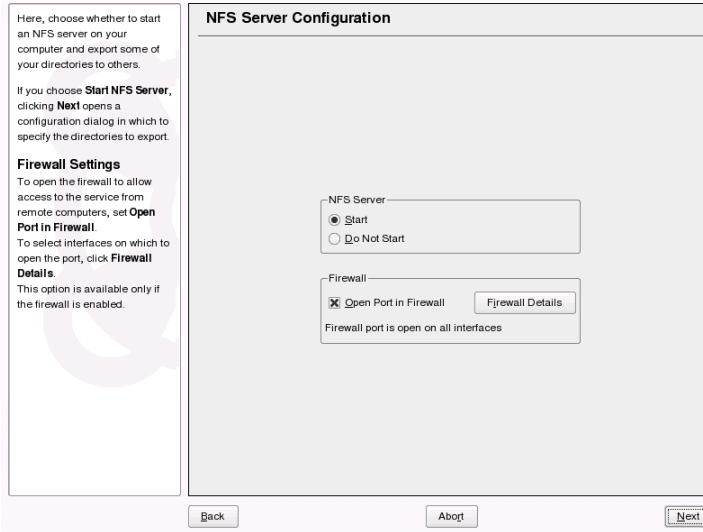 Here, choose whether to start
an NFS server on your
computer and export some of
your directories to others.
If you choose Start NFS Server,
clicking Next opens a
configuration dialog in which to
specify the directories to export.
Firewall Settings
To open the firewall to allow
access to the service from
remote computers, set Open
Port in Firewall.
To select interfaces on which to
open the port, click Firewall
Details.
This option is available only if
the firewall is enabled.
NFS Server Configuration
NFS Server
Start
Do Not Start
Firewall
Open Port in Firewall
Firewall Details
Firewall port is open on all interfaces
Back
Abort
Next